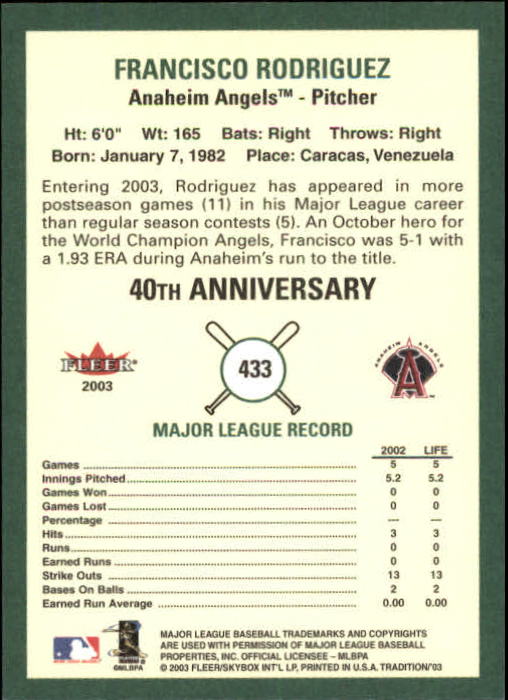 FRANCISCO RODRIGUEZ
Anaheim Angels™ - Pitcher
Ht: 6'0" Wt: 165 Bats: Right Throws: Right
Born: January 7, 1982 Place: Caracas, Venezuela
Entering 2003, Rodriguez has appeared in more
postseason games (11) in his Major League career
than regular season contests (5). An October hero for
the World Champion Angels, Francisco was 5-1 with
a 1.93 ERA during Anaheim's run to the title.
40TH ANNIVERSARY
FLEER
2003
433
ANAHEIM ANGELS
A
MAJOR LEAGUE RECORD
2002 LIFE
Games 5 5
Innings Pitched 5.2 5.2
Games Won 0 0
Games Lost 0 0
Percentage — —
Hits 3 3
Runs 0 0
Earned Runs 0 0
Strike Outs 13 13
Bases On Balls 2 2
Earned Run Average 0.00 0.00
MAJOR LEAGUE BASEBALL TRADEMARKS AND COPYRIGHTS
ARE USED WITH PERMISSION OF MAJOR LEAGUE BASEBALL
PROPERTIES, INC. OFFICIAL LICENSEE – MLBPA
© 2003 FLEER/SKYBOX INT'L LP, PRINTED IN U.S.A. TRADITION/'03
©MLBPA